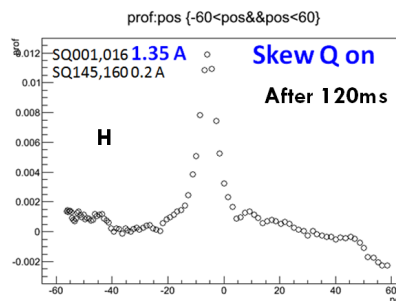 prof:pos {-60<pos&&pos<60}
prof
SQ001,016 1.35 A
SQ145,160 0.2 A
Skew Q on
After 120ms
H
0.012
0.01
0.008
0.006
0.004
0.002
0
-0.002
-60 -40 -20 0 20 40 60